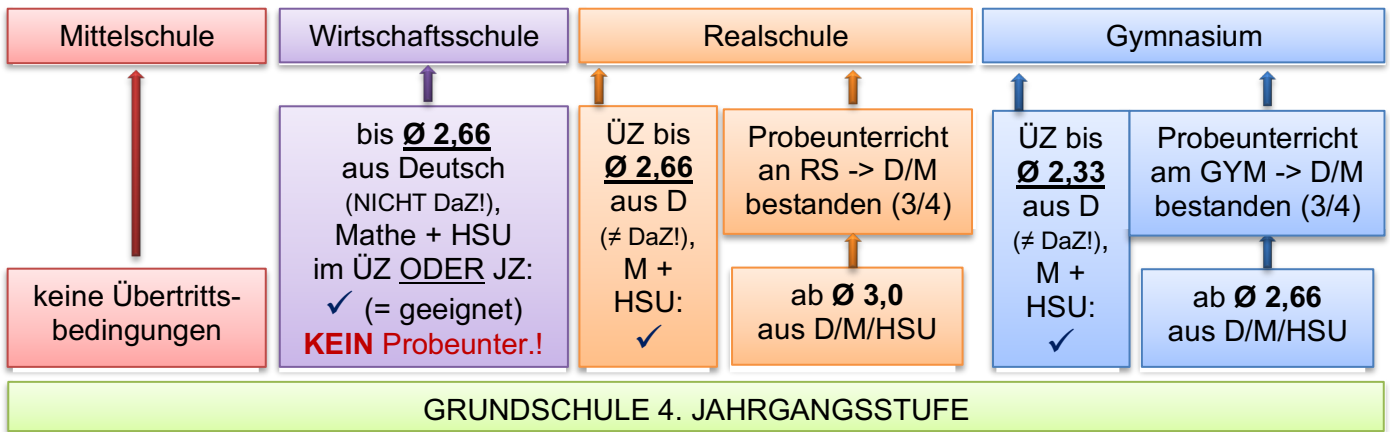 Mittelschule
Wirtschaftsschule
Realschule
Gymnasium
keine Übertritts-
bedingungen
bis Ø 2,66
aus Deutsch
(NICHT DaZ!),
Mathe + HSU
im ÜZ ODER JZ:
✓ (= geeignet)
KEIN Probeunter.!
ÜZ bis
Ø 2,66
aus D
(≠ DaZ!),
M +
HSU:
✓
Probeunterricht
an RS -> D/M
bestanden (3/4)
ab Ø 3,0
aus D/M/HSU
ÜZ bis
Ø 2,33
aus D
(≠ DaZ!),
M +
HSU:
✓
Probeunterricht
am GYM -> D/M
bestanden (3/4)
ab Ø 2,66
aus D/M/HSU
GRUNDSCHULE 4. JAHRGANGSSTUFE